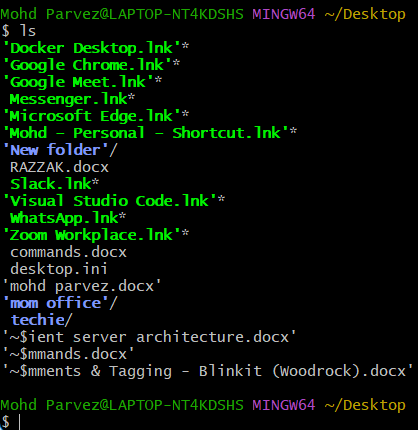 Mohd Parvez@LAPTOP-NT4KDSHS MINGW64 ~/Desktop
$ ls
'Docker Desktop.lnk'*
'Google Chrome.lnk'*
'Google Meet.lnk'*
Messenger.lnk*
'Microsoft Edge.lnk'*
'Mohd - Personal - Shortcut.lnk'*
'New folder'/
RAZZAK.docx
Slack.lnk*
'Visual Studio Code.lnk'*
WhatsApp.lnk*
'Zoom Workplace.lnk'*
commands.docx
desktop.ini
'mohd parvez.docx'
'mom office'/
techie/
'~$ient server architecture.docx'
'~$mmands.docx'
'~$mments & Tagging - Blinkit (Woodrock).docx'
Mohd Parvez@LAPTOP-NT4KDSHS MINGW64 ~/Desktop
$